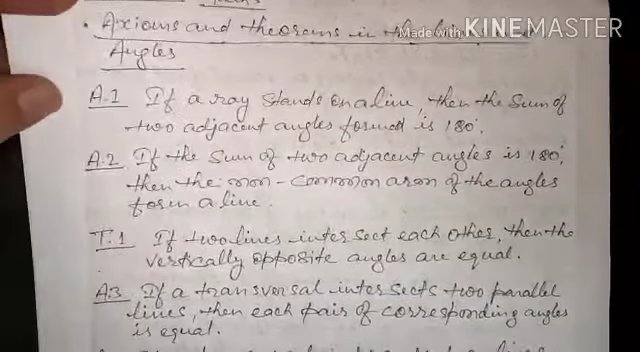 • Axioms and theorems in the
Made with KINEMASTER
Angles
A.1 If a ray stands on a line, then the sum of
two adjacent angles formed is 180°.
A.2 If the sum of two adjacent angles is 180°,
then the non-common arm of the angles
form a line.
T.1 If two lines intersect each other, then the
vertically opposite angles are equal.
A.3 If a transversal intersects two parallel
lines, then each pair of corresponding angles
is equal.